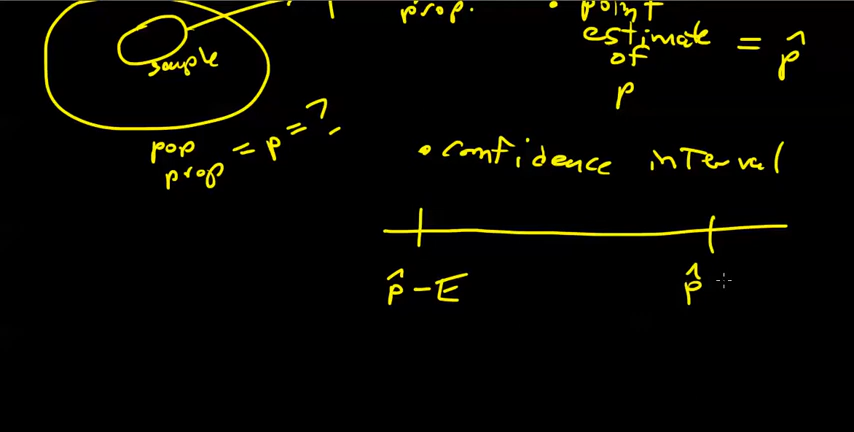 prop.
• point
estimate
of
p
= p̂
sample
pop
prop
= p = ?
• confidence interval
p̂ - E
p̂